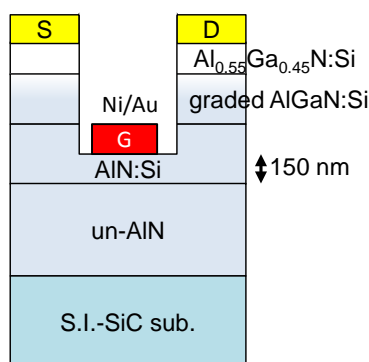 S D
Al0.55Ga0.45N:Si
graded AlGaN:Si
Ni/Au
G
AlN:Si
150 nm
un-AlN
S.I.-SiC sub.